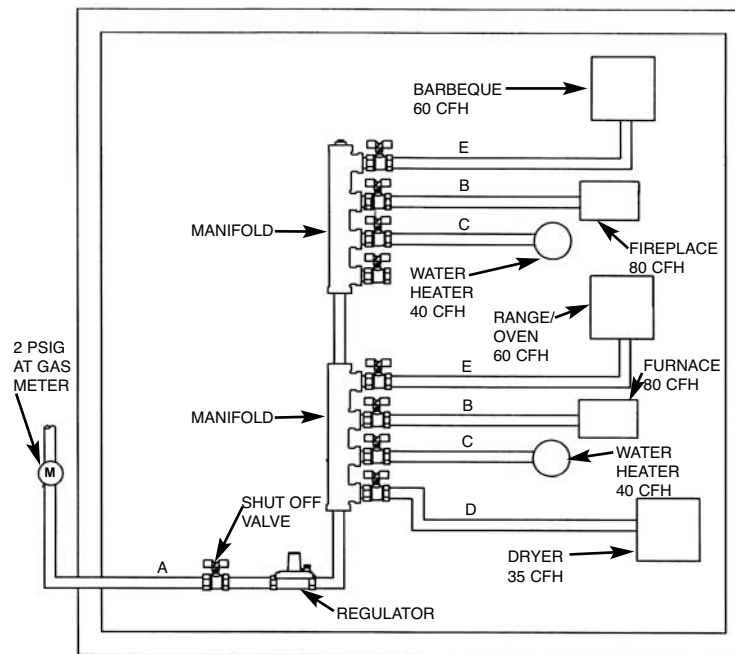 BARBEQUE
60 CFH
E
B
MANIFOLD
C
FIREPLACE
80 CFH
WATER
HEATER
40 CFH
RANGE/
OVEN
60 CFH
2 PSIG
AT GAS
METER
E
FURNACE
80 CFH
MANIFOLD
B
C
M
WATER
HEATER
40 CFH
SHUT OFF
VALVE
D
DRYER
35 CFH
A
REGULATOR